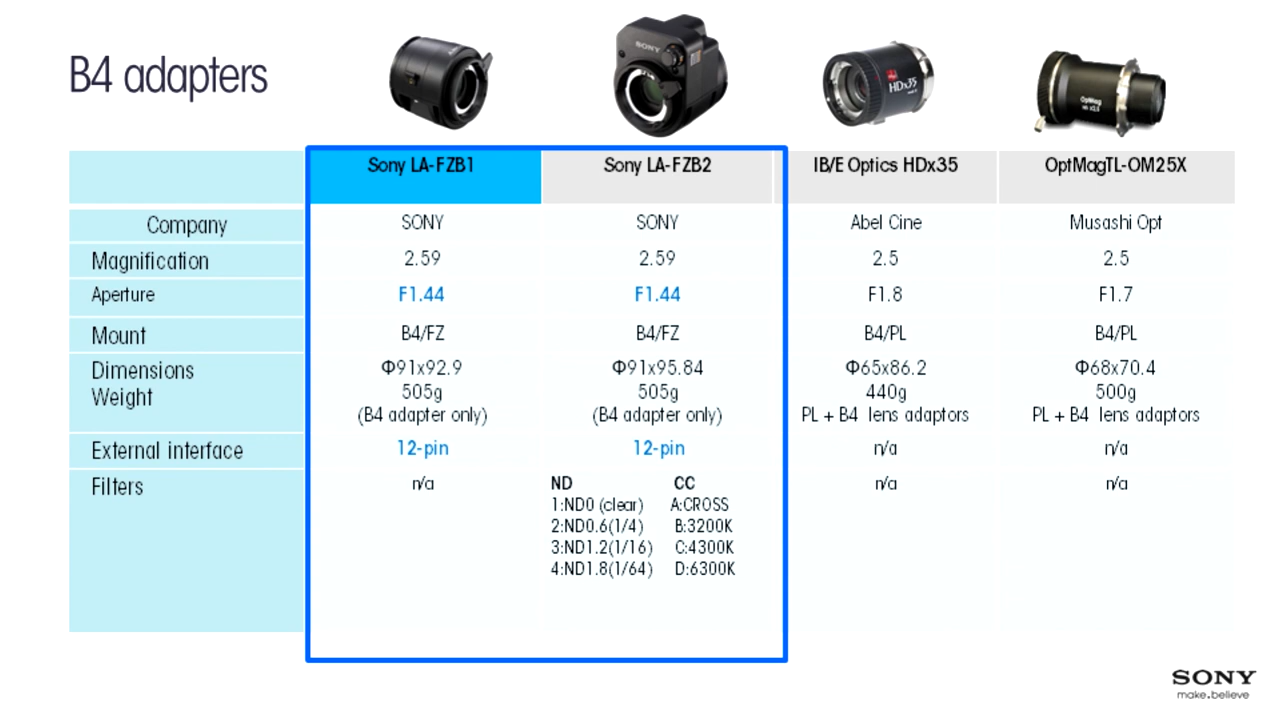 B4 adapters
SONY
HDx35
OptMag
Sony LA-FZB1 Sony LA-FZB2 IB/E Optics HDx35 OptMagTL-OM25X
Company SONY SONY Abel Cine Musashi Opt
Magnification 2.59 2.59 2.5 2.5
Aperture F1.44 F1.44 F1.8 F1.7
Mount B4/FZ B4/FZ B4/PL B4/PL
Dimensions Φ91x92.9 Φ91x95.84 Φ65x86.2 Φ68x70.4
Weight 505g 505g 440g 500g
(B4 adapter only) (B4 adapter only) PL + B4 lens adaptors PL + B4 lens adaptors
External interface 12-pin 12-pin n/a n/a
Filters n/a ND CC n/a n/a
1:ND0 (clear) A:CROSS
2:ND0.6(1/4) B:3200K
3:ND1.2(1/16) C:4300K
4:ND1.8(1/64) D:6300K
SONY
make.believe